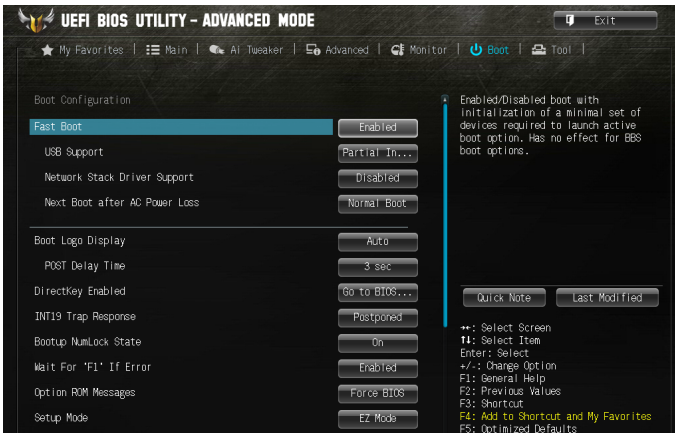 UEFI BIOS UTILITY – ADVANCED MODE
Exit
My Favorites | Main | Ai Tweaker | Advanced | Monitor | Boot | Tool |
Boot Configuration
Fast Boot Enabled
USB Support Partial In...
Network Stack Driver Support Disabled
Next Boot after AC Power Loss Normal Boot
Boot Logo Display Auto
POST Delay Time 3 sec
DirectKey Enabled Go to BIOS...
INT19 Trap Response Postponed
Bootup NumLock State On
Wait For 'F1' If Error Enabled
Option ROM Messages Force BIOS
Setup Mode EZ Mode
Enabled/Disabled boot with
initialization of a minimal set of
devices required to launch active
boot option. Has no effect for BBS
boot options.
Quick Note Last Modified
→←: Select Screen
↑↓: Select Item
Enter: Select
+/-: Change Option
F1: General Help
F2: Previous Values
F3: Shortcut
F4: Add to Shortcut and My Favorites
F5: Optimized Defaults